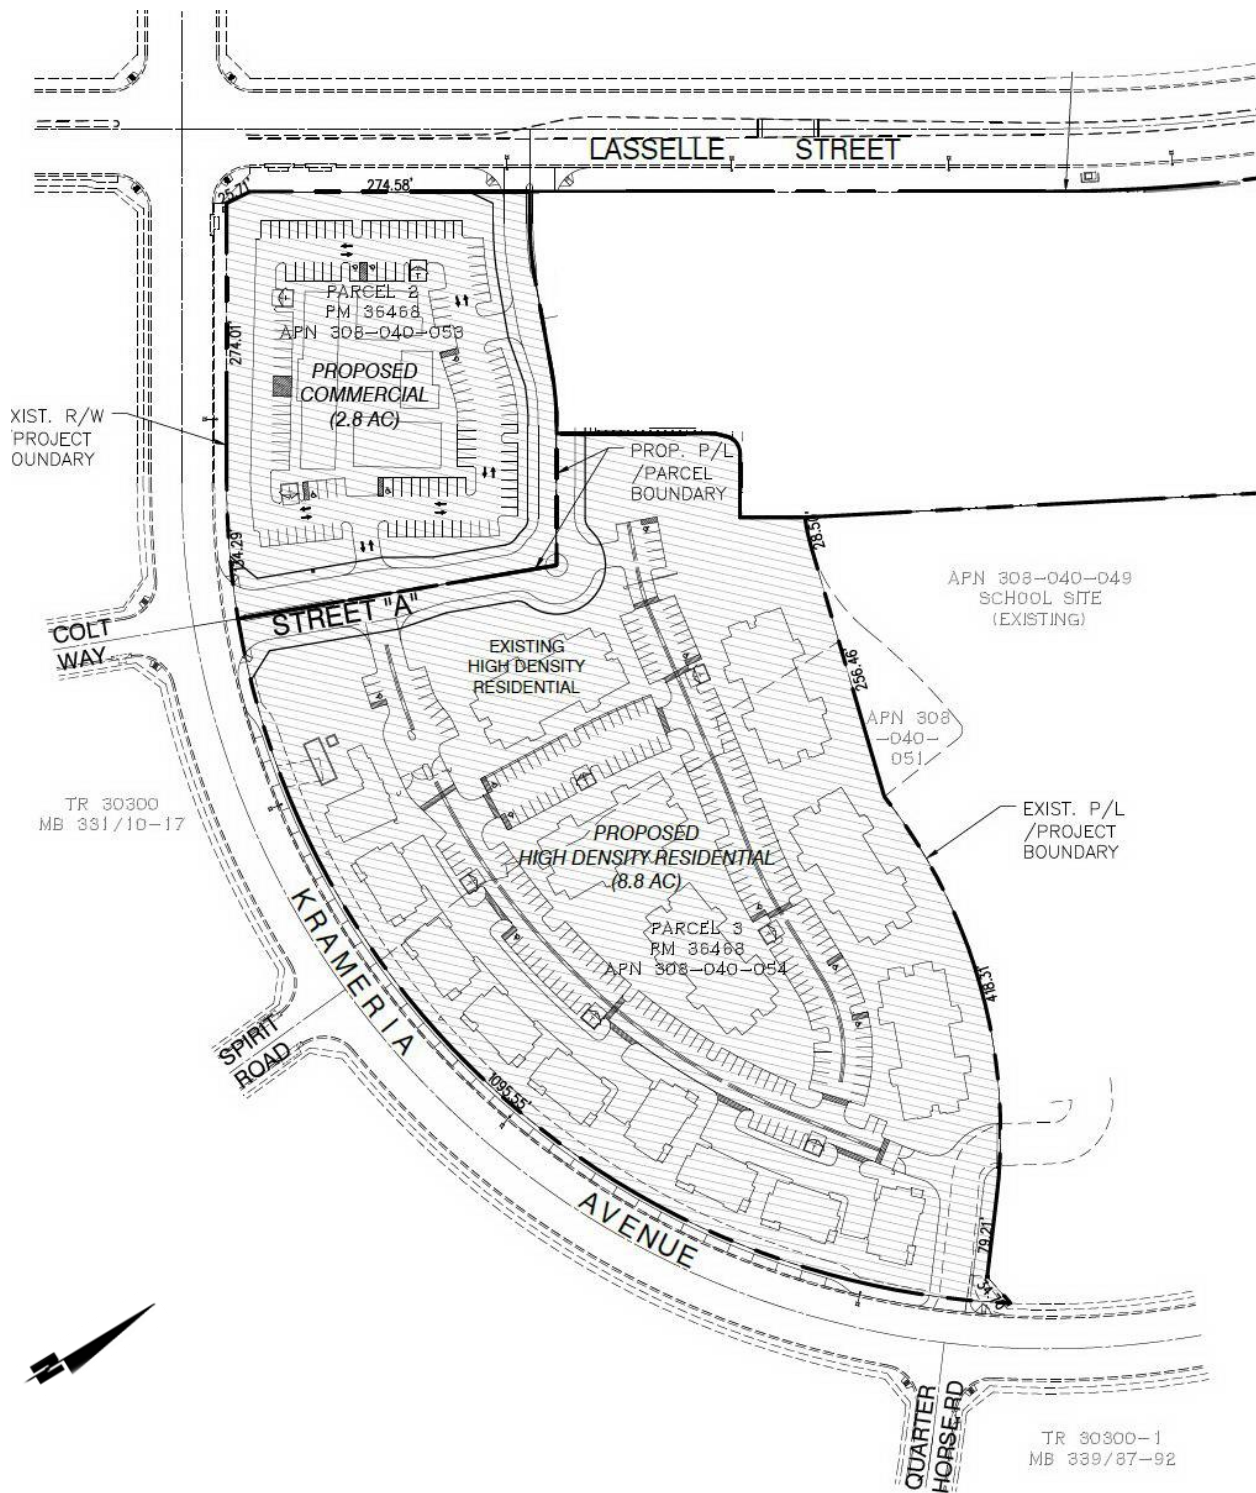 LASSELLE STREET
25.71'
274.58'
PARCEL 2
PM 36468
APN 308-040-053
274.01'
PROPOSED
COMMERCIAL
(2.8 AC)
XIST. R/W
/PROJECT
OUNDARY
PROP. P/L
/PARCEL
BOUNDARY
APN 308-040-049
SCHOOL SITE
(EXISTING)
STREET "A"
COLT
WAY
EXISTING
HIGH DENSITY
RESIDENTIAL
256.46'
APN 308
-040-
051
TR 30300
MB 331/10-17
EXIST. P/L
/PROJECT
BOUNDARY
PROPOSED
HIGH DENSITY RESIDENTIAL
(8.8 AC)
PARCEL 3
PM 36468
APN 308-040-054
418.31'
KRAMERIA
AVENUE
SPIRIT
ROAD
1095.55'
79.21'
N
QUARTER
HORSE RD
TR 30300-1
MB 339/87-92